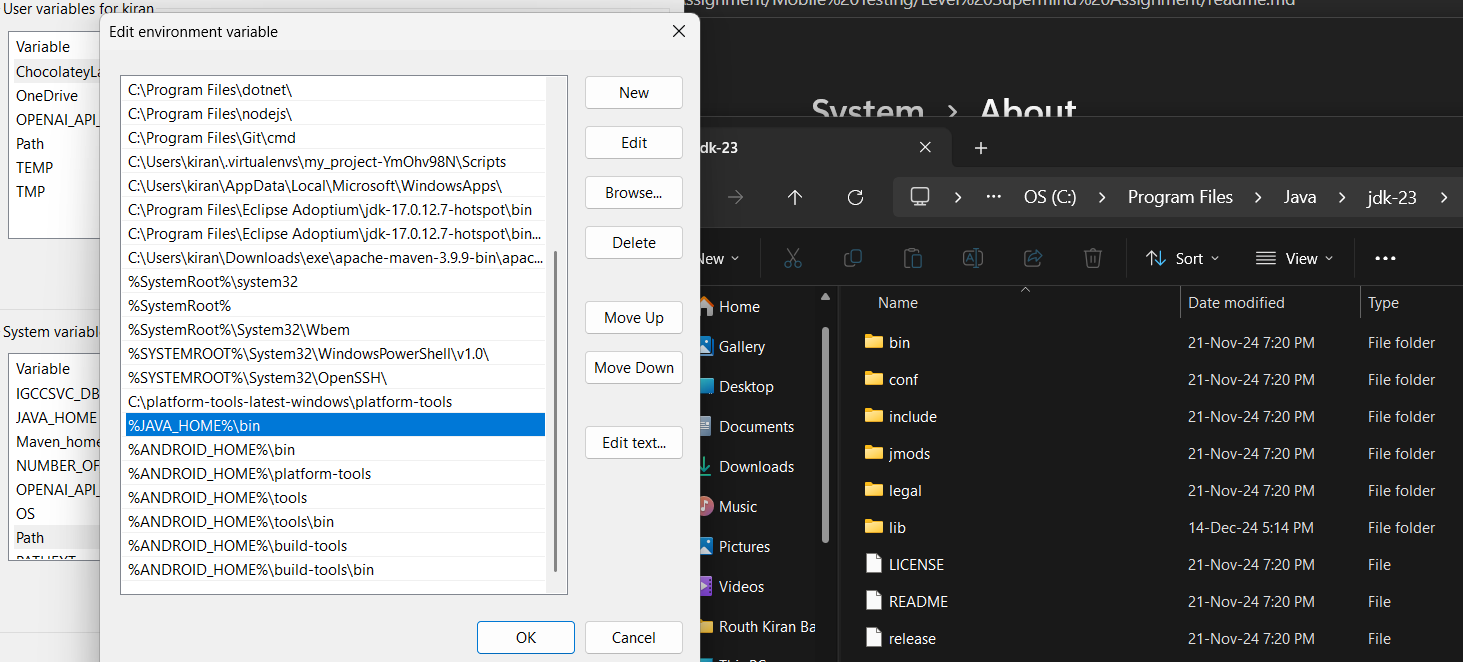 User variables for kiran
Variable
ChocolateyLa
OneDrive
OPENAI_API_
Path
TEMP
TMP
System variabl
Variable
IGCCSVC_DB
JAVA_HOME
Maven_home
NUMBER_OF
OPENAI_API_
OS
Path
PATHEXT
Edit environment variable
C:\Program Files\dotnet\
C:\Program Files\nodejs\
C:\Program Files\Git\cmd
C:\Users\kiran\.virtualenvs\my_project-YmOhv98N\Scripts
C:\Users\kiran\AppData\Local\Microsoft\WindowsApps\
C:\Program Files\Eclipse Adoptium\jdk-17.0.12.7-hotspot\bin
C:\Program Files\Eclipse Adoptium\jdk-17.0.12.7-hotspot\bin...
C:\Users\kiran\Downloads\exe\apache-maven-3.9.9-bin\apac...
%SystemRoot%\system32
%SystemRoot%
%SystemRoot%\System32\Wbem
%SYSTEMROOT%\System32\WindowsPowerShell\v1.0\
%SYSTEMROOT%\System32\OpenSSH\
C:\platform-tools-latest-windows\platform-tools
%JAVA_HOME%\bin
%ANDROID_HOME%\bin
%ANDROID_HOME%\platform-tools
%ANDROID_HOME%\tools
%ANDROID_HOME%\tools\bin
%ANDROID_HOME%\build-tools
%ANDROID_HOME%\build-tools\bin
New
Edit
Browse...
Delete
Move Up
Move Down
Edit text...
OK
Cancel
ssignment/Mobile%20Testing/Level%20Supermind%20Assignment/readme.md
System > About
dk-23
OS (C:) > Program Files > Java > jdk-23 >
New
Sort
View
Home
Gallery
Desktop
Documents
Downloads
Music
Pictures
Videos
Routh Kiran Ba
This PC
Name Date modified Type
bin 21-Nov-24 7:20 PM File folder
conf 21-Nov-24 7:20 PM File folder
include 21-Nov-24 7:20 PM File folder
jmods 21-Nov-24 7:20 PM File folder
legal 21-Nov-24 7:20 PM File folder
lib 14-Dec-24 5:14 PM File folder
LICENSE 21-Nov-24 7:20 PM File
README 21-Nov-24 7:20 PM File
release 21-Nov-24 7:20 PM File